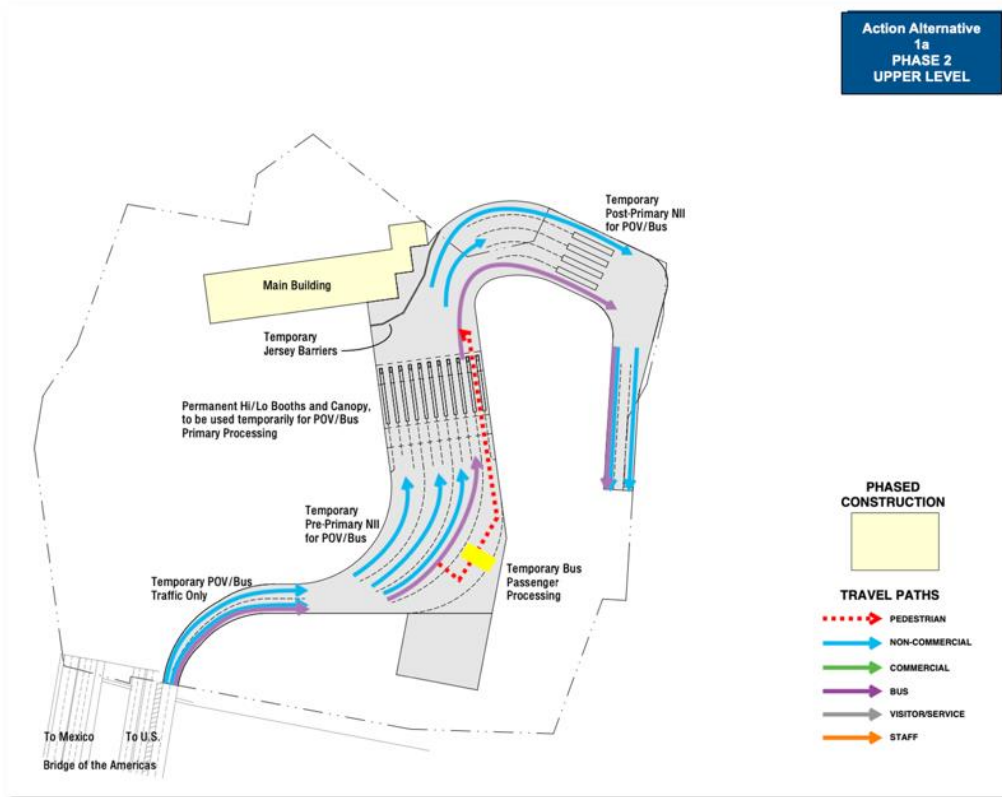 Action Alternative
1a
PHASE 2
UPPER LEVEL
Temporary
Post-Primary NII
for POV/Bus
Main Building
Temporary
Jersey Barriers
Permanent Hi/Lo Booths and Canopy,
to be used temporarily for POV/Bus
Primary Processing
Temporary
Pre-Primary NII
for POV/Bus
Temporary Bus
Passenger
Processing
Temporary POV/Bus
Traffic Only
To Mexico
To U.S.
Bridge of the Americas
PHASED
CONSTRUCTION
TRAVEL PATHS
PEDESTRIAN
NON-COMMERCIAL
COMMERCIAL
BUS
VISITOR/SERVICE
STAFF